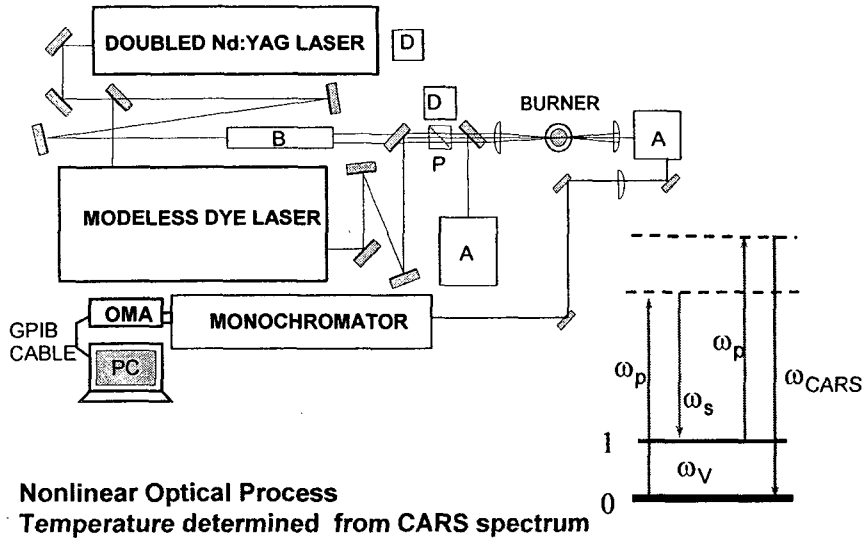 DOUBLED Nd:YAG LASER
D
D
BURNER
B
P
A
MODELESS DYE LASER
A
OMA
MONOCHROMATOR
GPIB
CABLE
PC
ωp
ωs
ωp
ωCARS
1
ωV
0
Nonlinear Optical Process
Temperature determined from CARS spectrum